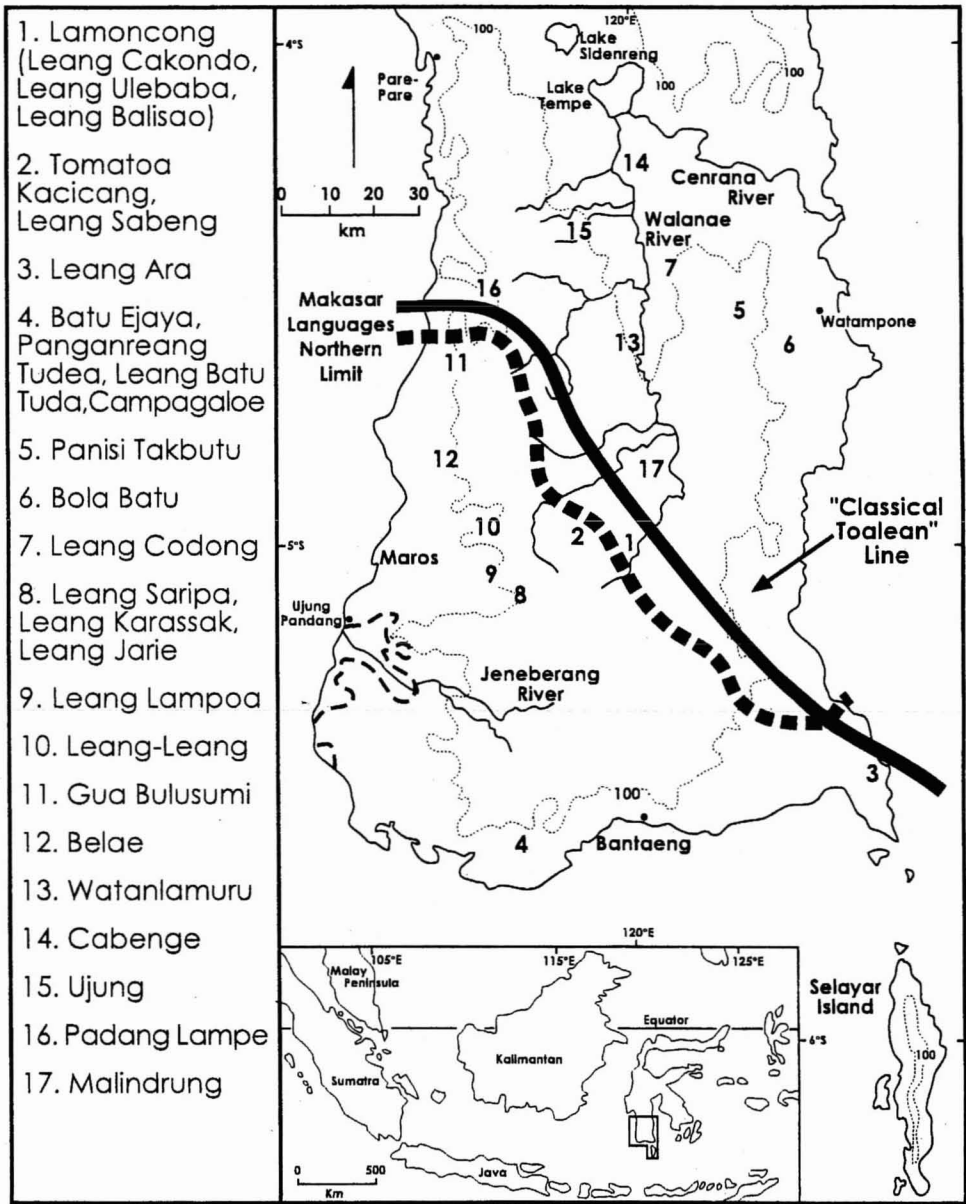 1. Lamoncong
(Leang Cakondo,
Leang Ulebaba,
Leang Balisao)
2. Tomatoa
Kacicang,
Leang Sabeng
3. Leang Ara
4. Batu Ejaya,
Panganreang
Tudea, Leang Batu
Tuda,Campagaloe
5. Panisi Takbutu
6. Bola Batu
7. Leang Codong
8. Leang Saripa,
Leang Karassak,
Leang Jarie
9. Leang Lampoa
10. Leang-Leang
11. Gua Bulusumi
12. Belae
13. Watanlamuru
14. Cabenge
15. Ujung
16. Padang Lampe
17. Malindrung
120°E
100
4°S
Lake
Sidenreng
100
100
Pare-
Pare
Lake
Tempe
14
Cenrana
River
0 10 20 30
km
15
Walanae
River
7
16
5
Makasar
Languages
Northern
Limit
Watampone
13
6
11
12
17
"Classical
Toalean"
Line
10
2
1
5°S
Maros
9
8
Ujung
Pandang
Jeneberang
River
3
100
4
Bantaeng
105°E
115°E
120°E
125°E
Malay
Peninsula
Equator
Kalimantan
Sumatra
Java
0 500
Km
Selayar
Island
6°S
100